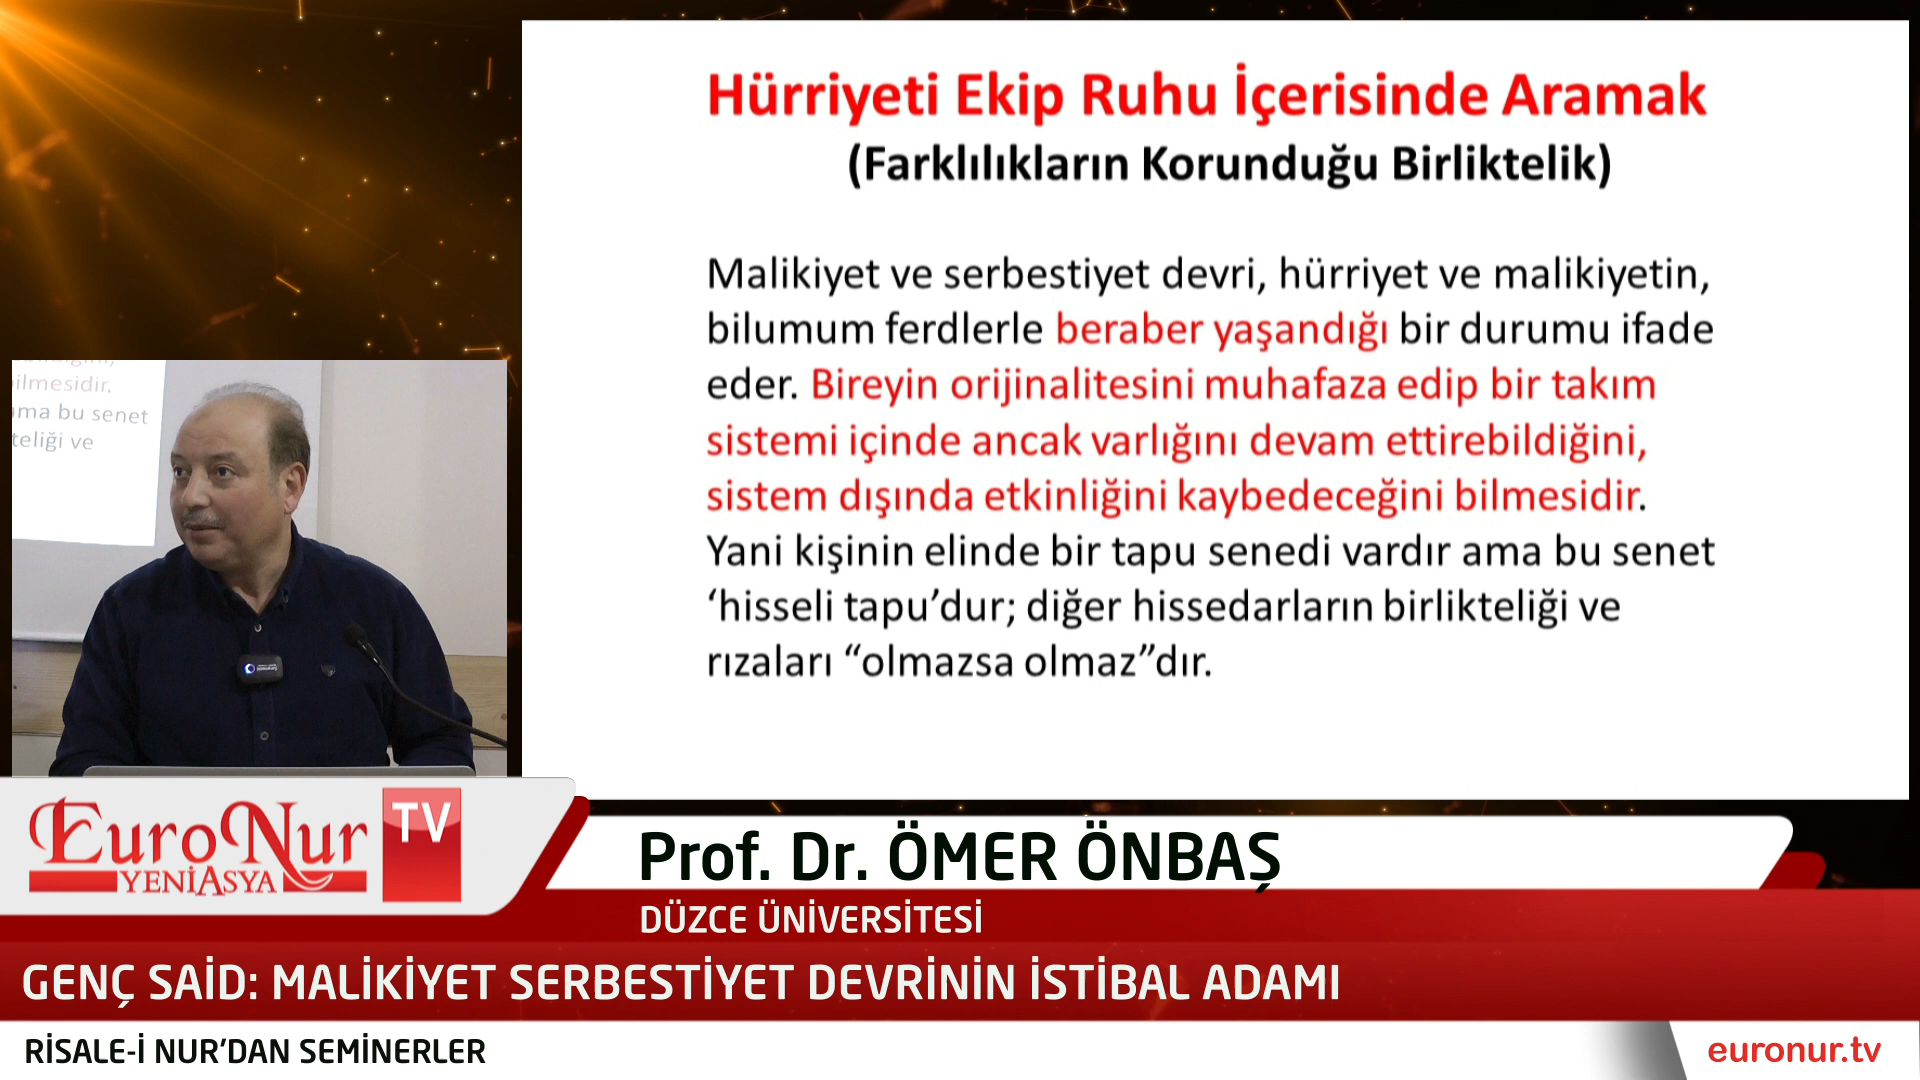 Hürriyeti Ekip Ruhu İçerisinde Aramak
(Farklılıkların Korunduğu Birliktelik)
Malikiyet ve serbestiyet devri, hürriyet ve malikiyetin,
bilumum ferdlerle beraber yaşandığı bir durumu ifade
eder. Bireyin orijinalitesini muhafaza edip bir takım
sistemi içinde ancak varlığını devam ettirebildiğini,
sistem dışında etkinliğini kaybedeceğini bilmesidir.
Yani kişinin elinde bir tapu senedi vardır ama bu senet
‘hisseli tapu’dur; diğer hissedarların birlikteliği ve
rızaları “olmazsa olmaz”dır.
ilmesidir.
ama bu senet
teliği ve
EuroNur TV
YENİASYA
Prof. Dr. ÖMER ÖNBAŞ
DÜZCE ÜNİVERSİTESİ
GENÇ SAİD: MALİKİYET SERBESTİYET DEVRİNİN İSTİBAL ADAMI
RİSALE-İ NUR’DAN SEMİNERLER
euronur.tv